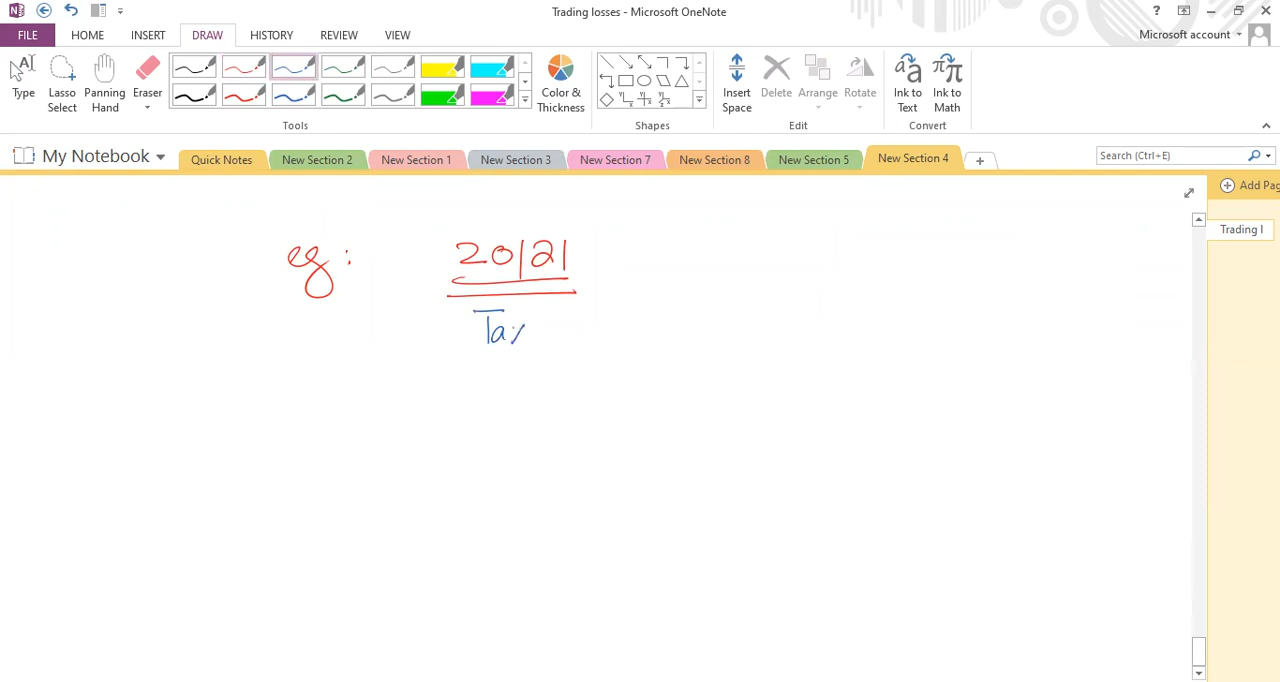 Trading losses - Microsoft OneNote
?
FILE HOME INSERT DRAW HISTORY REVIEW VIEW Microsoft account
Type Lasso Select Panning Hand Eraser Color & Thickness Insert Space Delete Arrange Rotate Ink to Text Ink to Math
Tools Shapes Edit Convert
My Notebook Quick Notes New Section 2 New Section 1 New Section 3 New Section 7 New Section 8 New Section 5 New Section 4 + Search (Ctrl+E)
Add Pag
Trading l
eg: 20/21
Tax